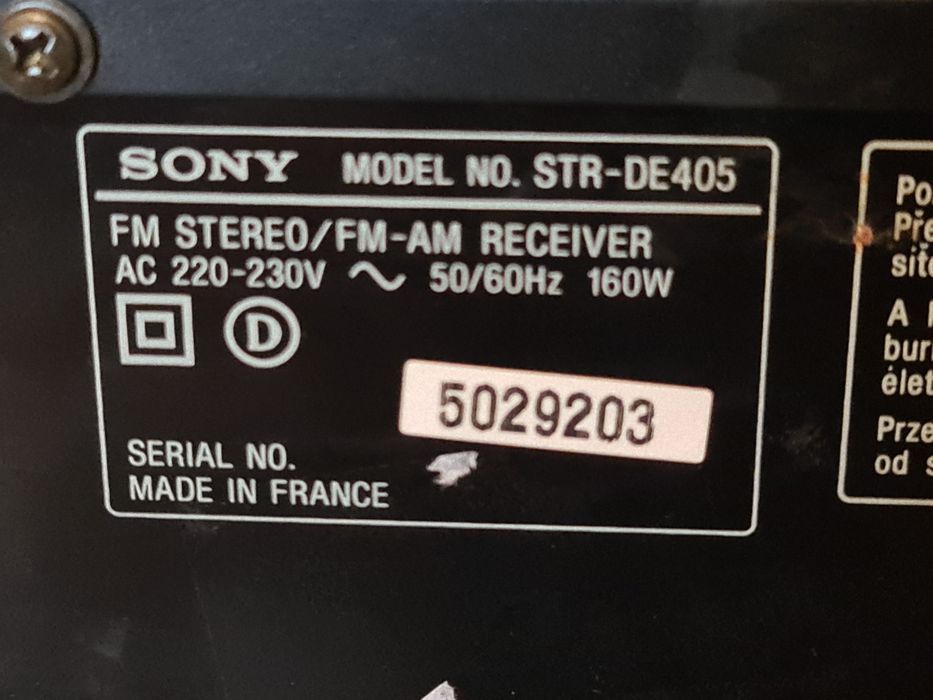 SONY MODEL NO. STR-DE405
FM STEREO/FM-AM RECEIVER
AC 220-230V ~ 50/60Hz 160W
D
5029203
SERIAL NO.
MADE IN FRANCE
A
od